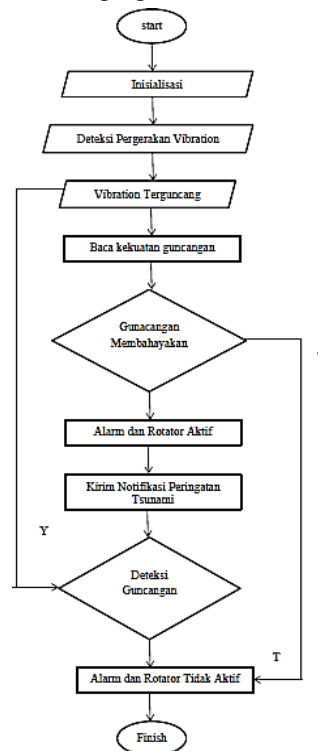 start
Inisialisasi
Deteksi Pergerakan Vibration
Vibration Terguncang
Baca kekuatan guncangan
Gunacangan
Membahayakan
Alarm dan Rotator Aktif
Kirim Notifikasi Peringatan
Tsunami
Y
Deteksi
Guncangan
T
Alarm dan Rotator Tidak Aktif
Finish